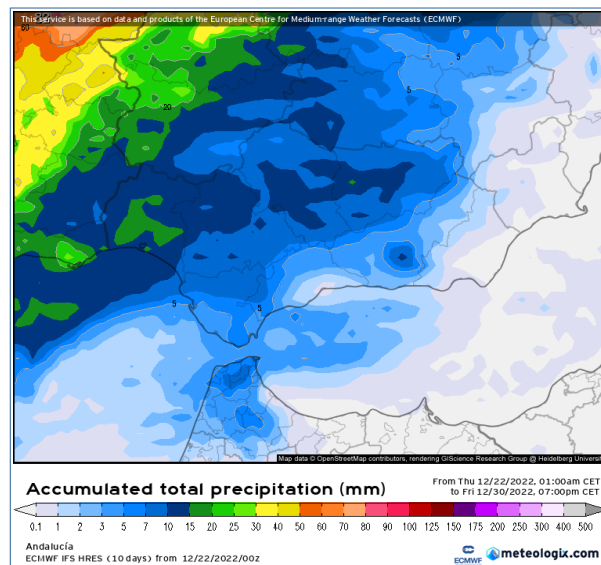 This service is based on data and products of the European Centre for Medium-range Weather Forecasts (ECMWF)
5
5
20
5
5
Map data © OpenStreetMap contributors, rendering GIScience Research Group @ Heidelberg Universit
Accumulated total precipitation (mm)
From Thu 12/22/2022, 01:00am CET
to Fri 12/30/2022, 07:00pm CET
0.1 1 2 3 5 7 10 15 20 25 30 40 50 60 70 80 90 100 125 150 175 200 250 300 400 500
Andalucía
ECMWF IFS HRES (10 days) from 12/22/2022/00z
ECMWF
meteologix.com